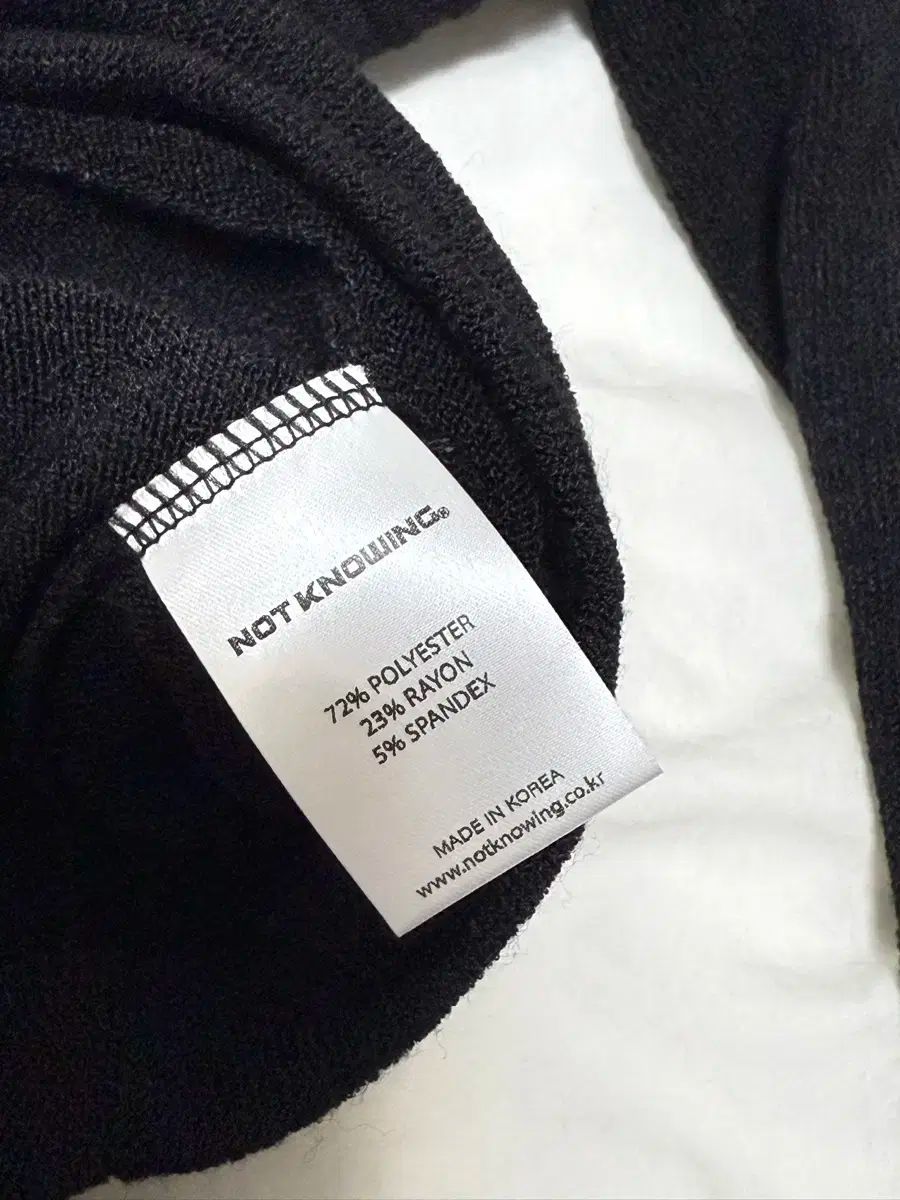 NOT KNOWING®
72% POLYESTER
23% RAYON
5% SPANDEX
MADE IN KOREA
www.notknowing.co.kr